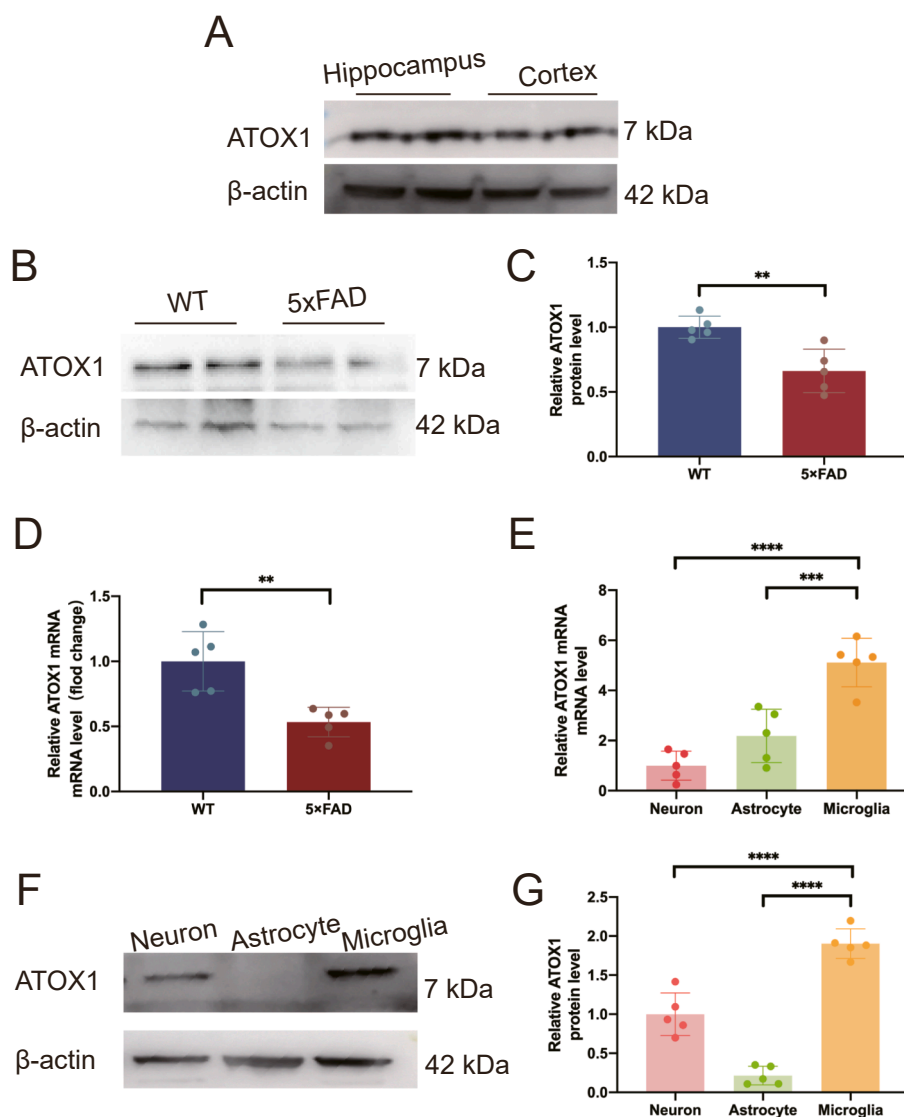 A
Hippocampus Cortex
ATOX1 7 kDa
β-actin 42 kDa
B
WT 5xFAD
ATOX1 7 kDa
β-actin 42 kDa
C
**
Relative ATOX1
protein level
1.5
1.0
0.5
0.0
WT 5×FAD
D
**
Relative ATOX1 mRNA
mRNA level (flod change)
1.5
1.0
0.5
0.0
WT 5×FAD
E
****
***
Relative ATOX1 mRNA
mRNA level
8
6
4
2
0
Neuron Astrocyte Microglia
F
Neuron Astrocyte Microglia
ATOX1 7 kDa
β-actin 42 kDa
G
****
****
Relative ATOX1
protein level
2.5
2.0
1.5
1.0
0.5
0.0
Neuron Astrocyte Microglia